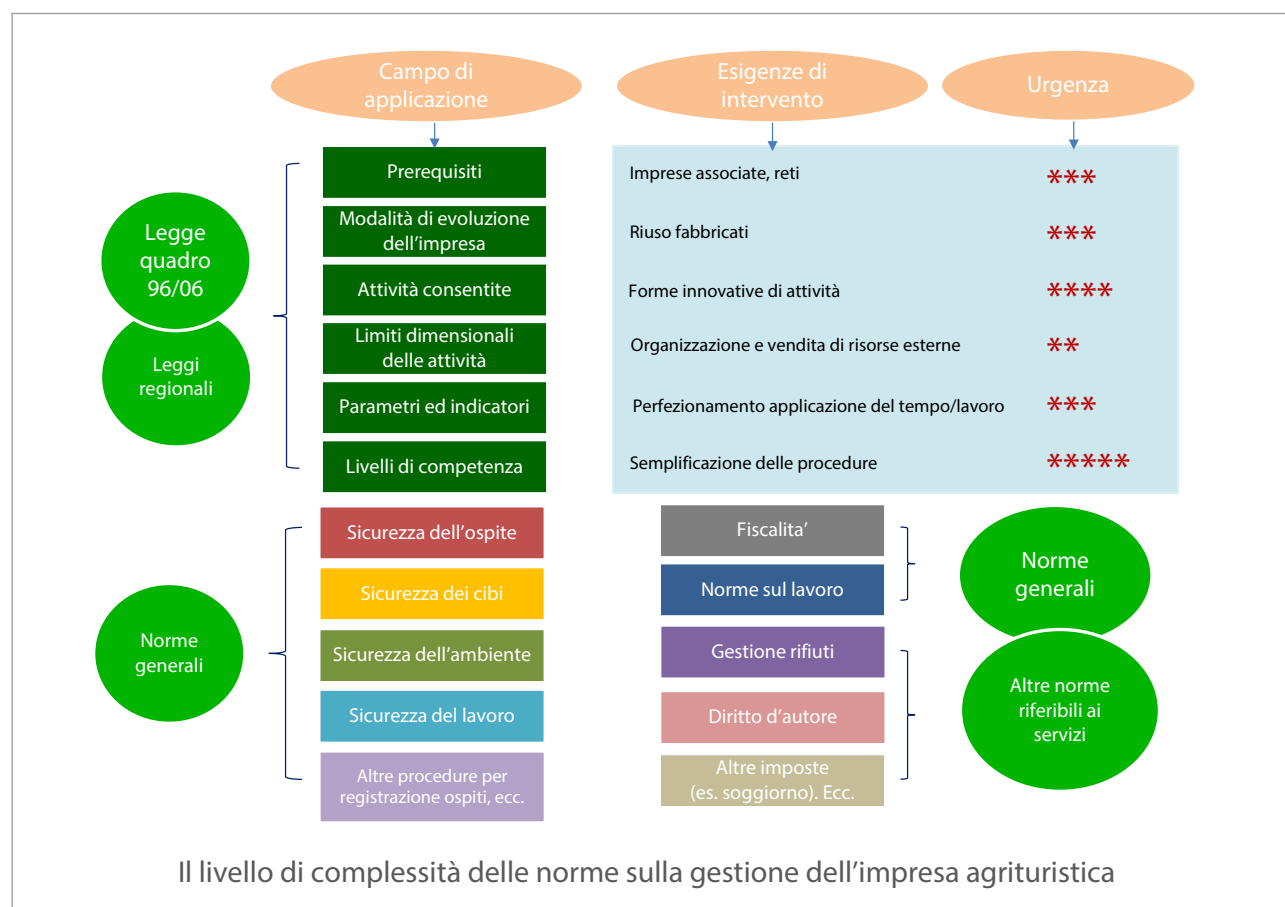 Campo di
applicazione
Esigenze di
intervento
Urgenza
Legge
quadro
96/06
Leggi
regionali
Prerequisiti
Imprese associate, reti
***
Modalità di evoluzione
dell'impresa
Riuso fabbricati
***
Attività consentite
Forme innovative di attività
****
Limiti dimensionali
delle attività
Organizzazione e vendita di risorse esterne
**
Parametri ed indicatori
Perfezionamento applicazione del tempo/lavoro
***
Livelli di competenza
Semplificazione delle procedure
*****
Norme
generali
Sicurezza dell'ospite
Sicurezza dei cibi
Sicurezza dell'ambiente
Sicurezza del lavoro
Altre procedure per
registrazione ospiti, ecc.
Fiscalita'
Norme sul lavoro
Gestione rifiuti
Diritto d'autore
Altre imposte
(es. soggiorno). Ecc.
Norme
generali
Altre norme
riferibili ai
servizi
Il livello di complessità delle norme sulla gestione dell'impresa agrituristica